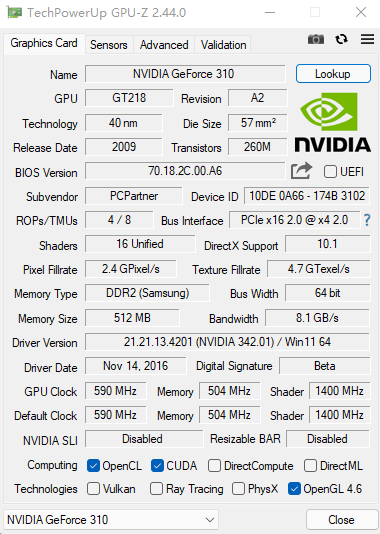 TechPowerUp GPU-Z 2.44.0
Graphics Card Sensors Advanced Validation
Name NVIDIA GeForce 310 Lookup
GPU GT218 Revision A2
Technology 40 nm Die Size 57 mm²
Release Date 2009 Transistors 260M
NVIDIA
BIOS Version 70.18.2C.00.A6 UEFI
Subvendor PCPartner Device ID 10DE 0A66 - 174B 3102
ROPs/TMUs 4 / 8 Bus Interface PCIe x16 2.0 @ x4 2.0 ?
Shaders 16 Unified DirectX Support 10.1
Pixel Fillrate 2.4 GPixel/s Texture Fillrate 4.7 GTexel/s
Memory Type DDR2 (Samsung) Bus Width 64 bit
Memory Size 512 MB Bandwidth 8.1 GB/s
Driver Version 21.21.13.4201 (NVIDIA 342.01) / Win11 64
Driver Date Nov 14, 2016 Digital Signature Beta
GPU Clock 590 MHz Memory 504 MHz Shader 1400 MHz
Default Clock 590 MHz Memory 504 MHz Shader 1400 MHz
NVIDIA SLI Disabled Resizable BAR Disabled
Computing OpenCL CUDA DirectCompute DirectML
Technologies Vulkan Ray Tracing PhysX OpenGL 4.6
NVIDIA GeForce 310 Close